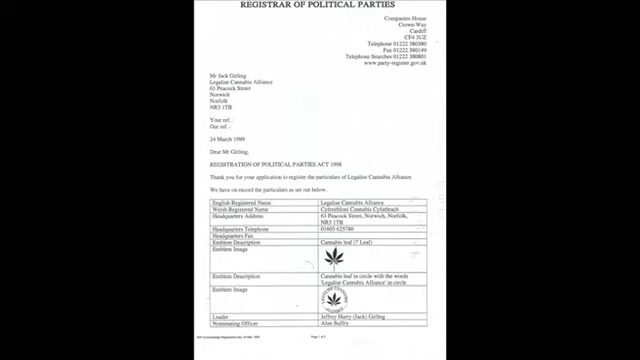 REGISTRAR OF POLITICAL PARTIES
Companies House
Crown Way
Cardiff
CF4 3UZ
Telephone 01222 380380
Fax 01222 380149
Telephone Searches 01222 380801
www.party-register.gov.uk
Mr Jack Girling
Legalise Cannabis Alliance
63 Peacock Street
Norwich
Norfolk
NR3 1TB
Your ref. :
Our ref. :
24 March 1999
Dear Mr Girling,
REGISTRATION OF POLITICAL PARTIES ACT 1998
Thank you for your application to register the particulars of Legalise Cannabis Alliance.
We have on record the particulars as set out below.
English Registered Name Legalise Cannabis Alliance
Welsh Registered Name Cyfreithloni Cannabis Cynghrair
Headquarters Address 63 Peacock Street, Norwich, Norfolk,
NR3 1TB
Headquarters Telephone 01603 625780
Headquarters Fax
Emblem Description Cannabis leaf (7 Leaf)
Emblem Image
Emblem Description Cannabis leaf in circle with the words
'Legalise Cannabis Alliance' in circle
Emblem Image
LEGALISE CANNABIS ALLIANCE
Leader Jeffrey Harry (Jack) Girling
Nominating Officer Alun Buffry
Page 1 of 2